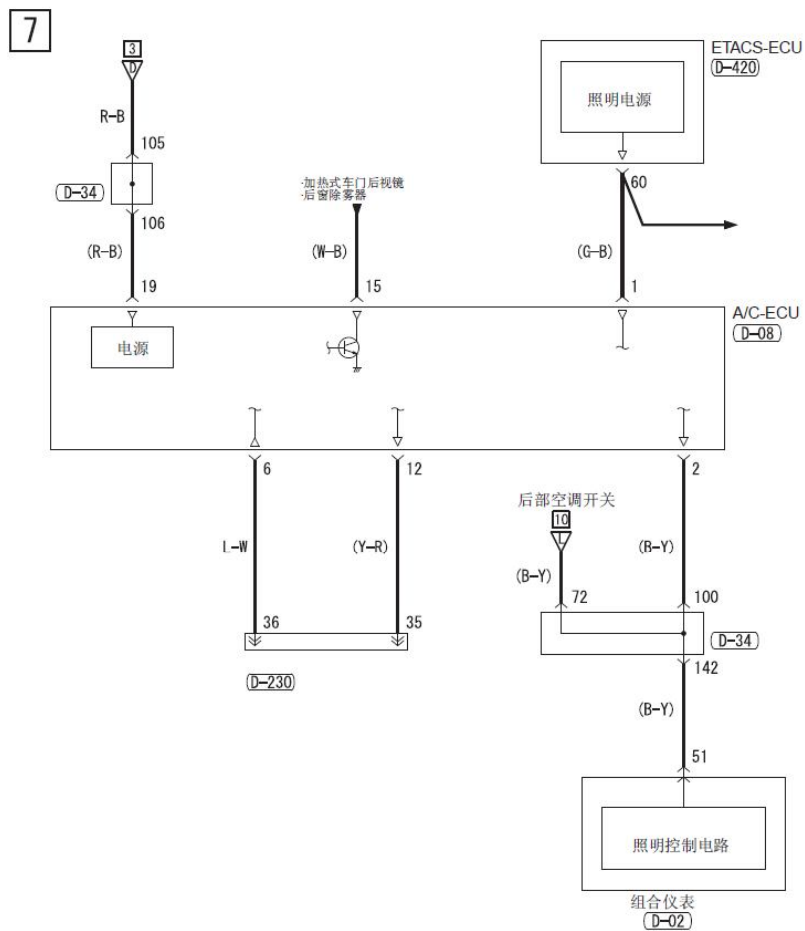 7
3
D
R-B
105
D-34
106
(R-B)
19
·加热式车门后视镜
·后窗除雾器
(W-B)
15
ETACS-ECU
D-420
照明电源
60
(G-B)
1
A/C-ECU
D-08
电源
6
12
2
L-W
(Y-R)
36
35
D-230
后部空调开关
10
L
(B-Y)
72
(B-Y)
100
D-34
142
(B-Y)
51
照明控制电路
组合仪表
D-02